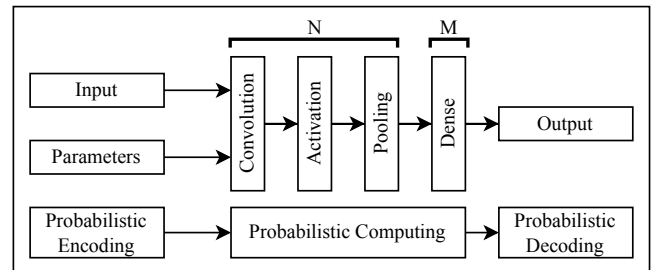 N
M
Input
Parameters
Convolution
Activation
Pooling
Dense
Output
Probabilistic
Encoding
Probabilistic Computing
Probabilistic
Decoding